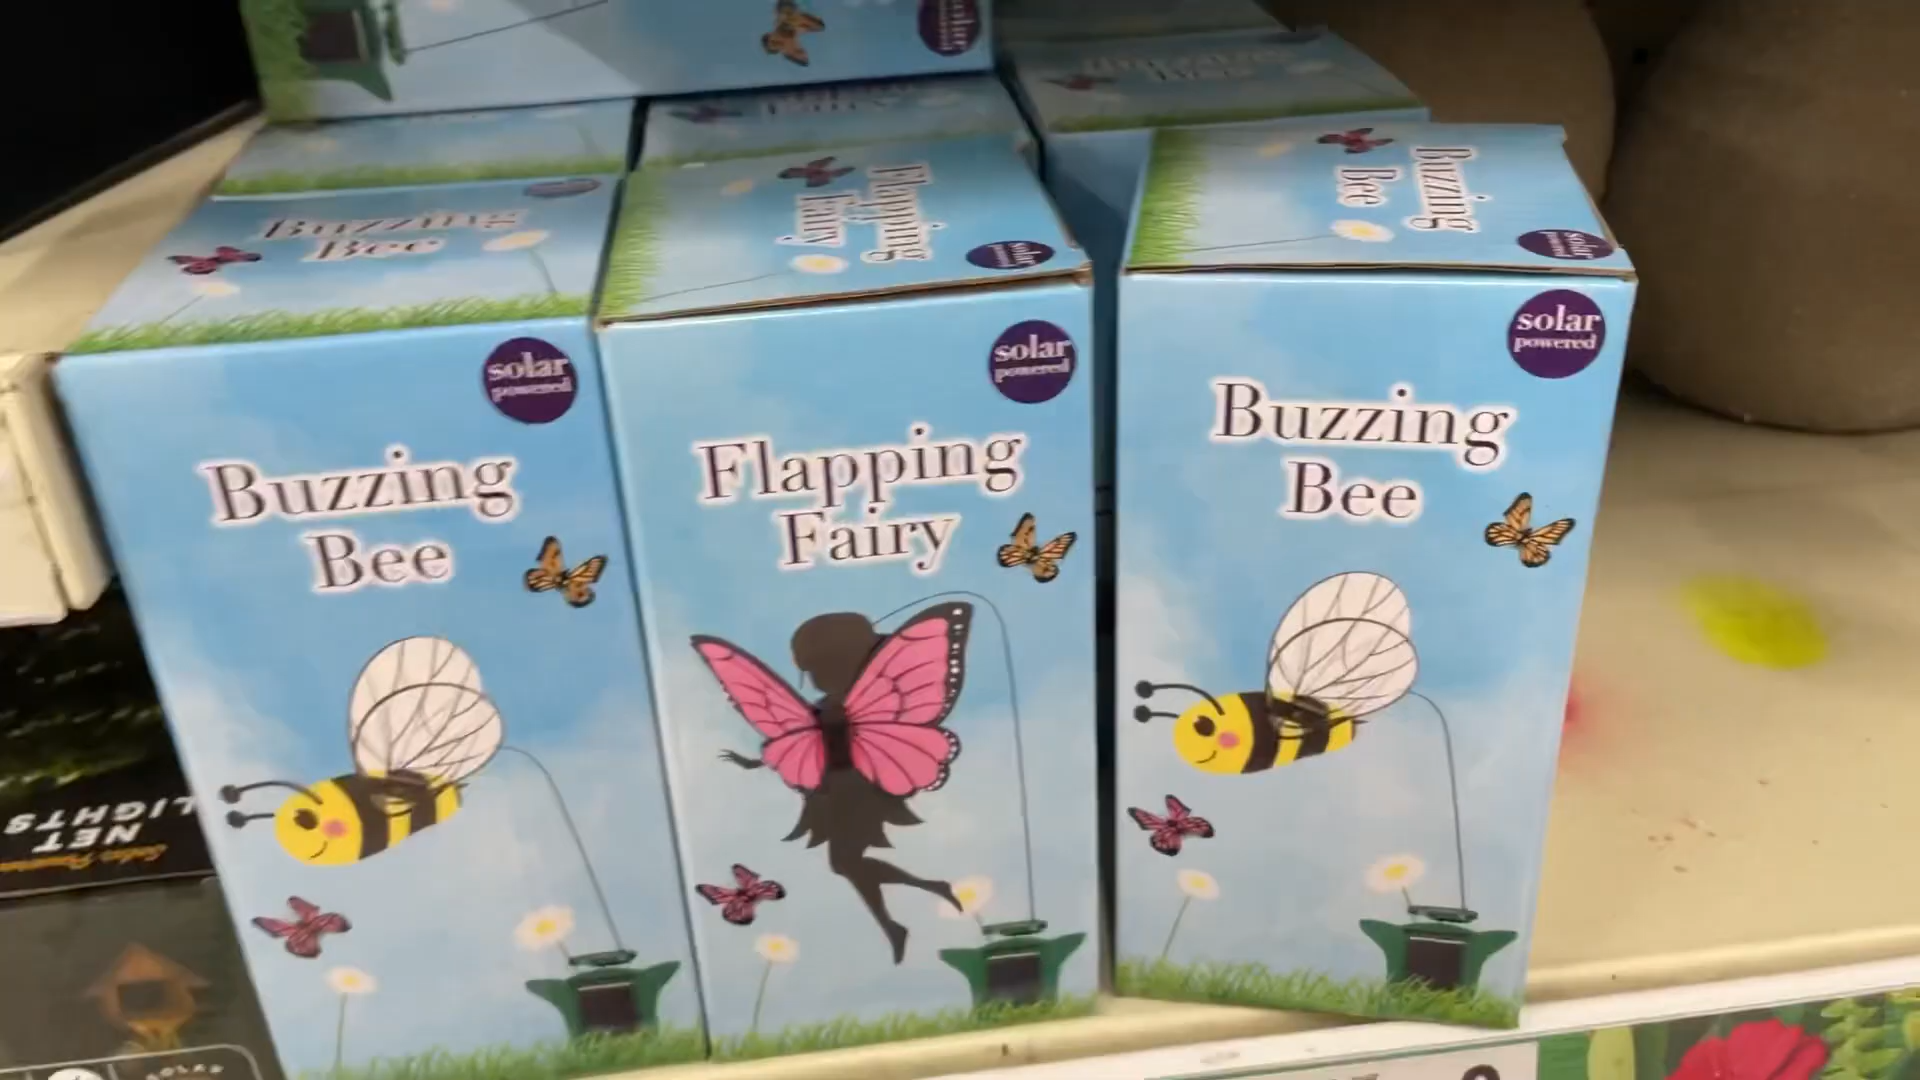 solar
powered
Buzzing
Bee
Flapping
Fairy
solar
powered
Buzzing
Bee
solar
powered
Buzzing
Bee
solar
powered
Flapping
Fairy
solar
powered
Buzzing
Bee
NET
LIGHTS